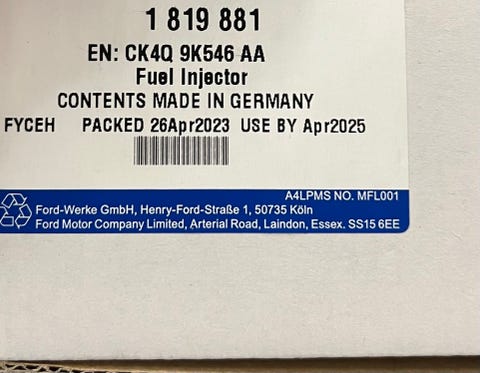 1 819 881
EN: CK4Q 9K546 AA
Fuel Injector
CONTENTS MADE IN GERMANY
FYCEH PACKED 26Apr2023 USE BY Apr2025
A4LPMS NO. MFL001
Ford-Werke GmbH, Henry-Ford-Straße 1, 50735 Köln
Ford Motor Company Limited, Arterial Road, Laindon, Essex. SS15 6EE